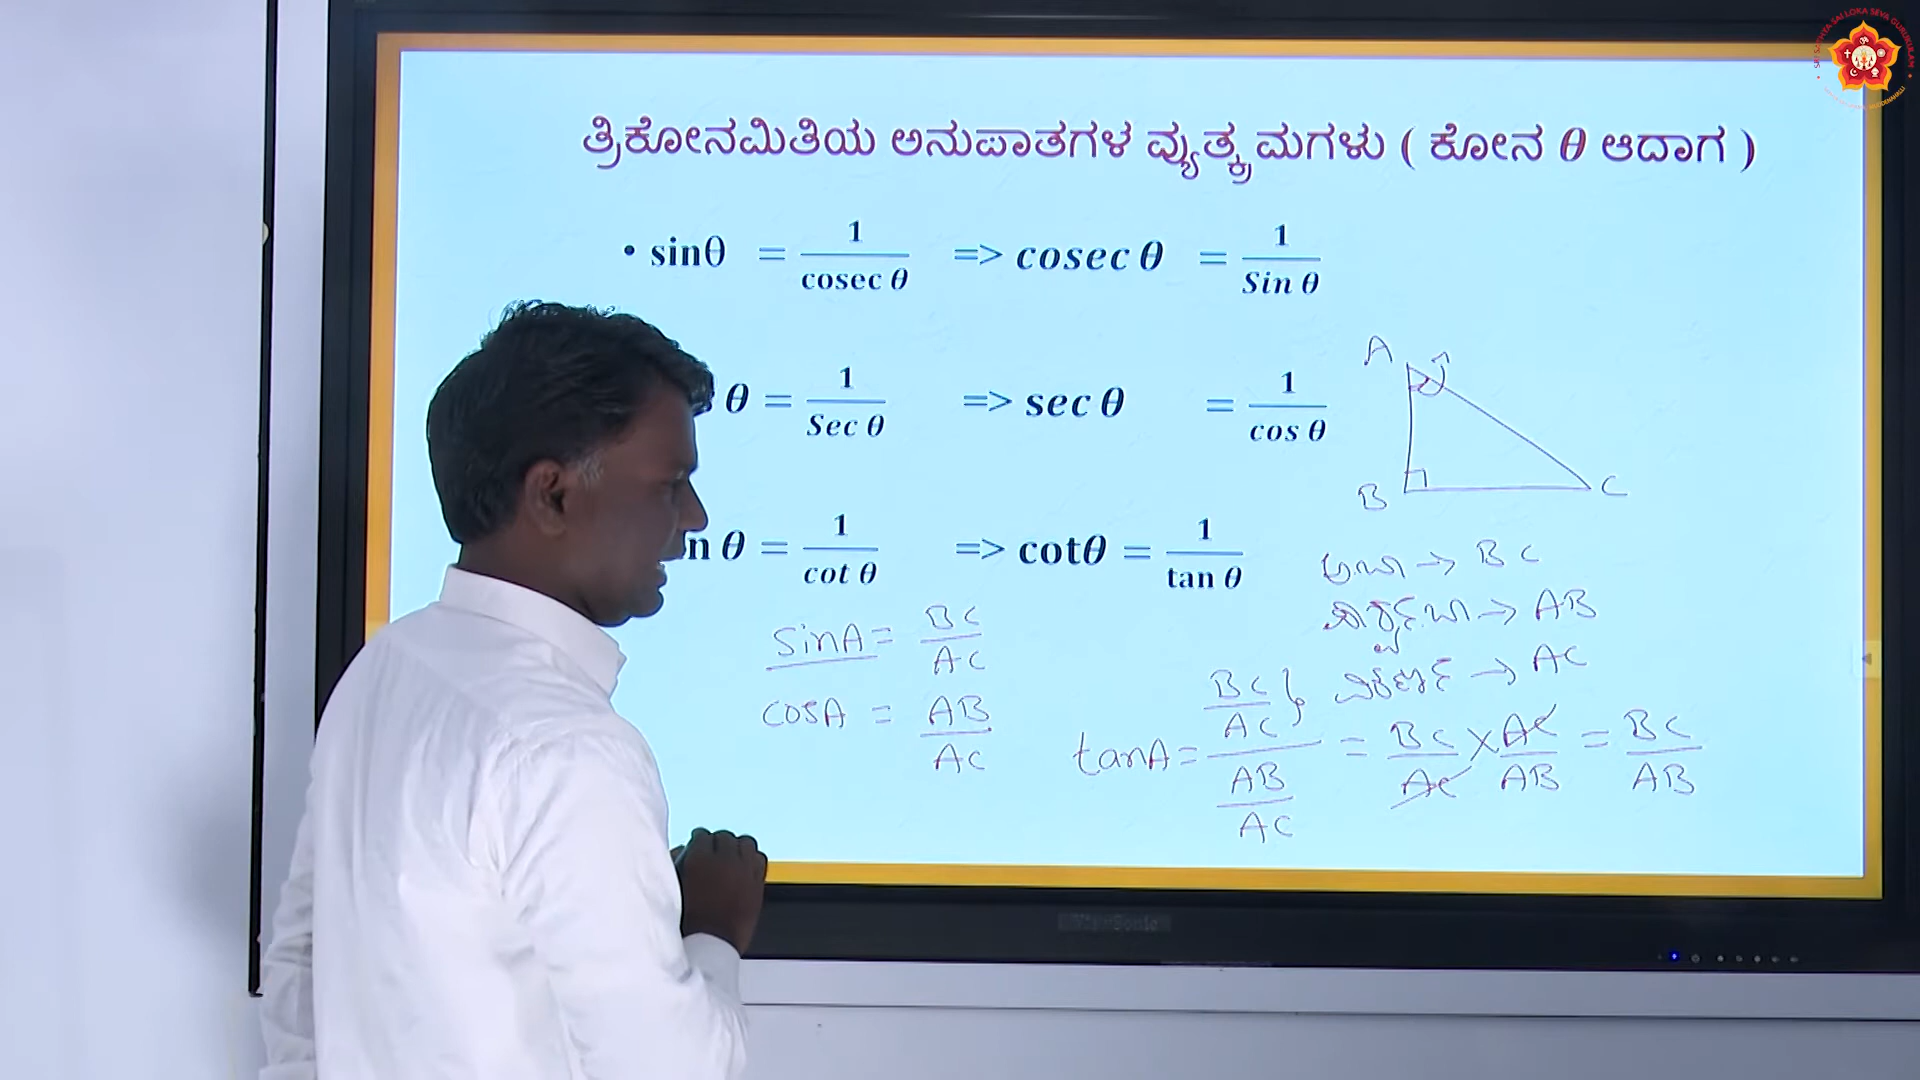 ತ್ರಿಕೋನಮಿತಿಯ ಅನುಪಾತಗಳ ವ್ಯುತ್ಕ್ರಮಗಳು ( ಕೋನ θ ಆದಾಗ )
• sinθ = 1/cosec θ => cosec θ = 1/Sin θ
θ = 1/Sec θ => sec θ = 1/cos θ
n θ = 1/cot θ => cotθ = 1/tan θ
A
B C
ಅ.ಬಾ → BC
ಪಾರ್ಶ್ವಬಾ → AB
ವಿಕರ್ಣ → AC
sinA = BC/AC
cosA = AB/AC
tanA = BC/AC / AB/AC = BC/AC × AC/AB = BC/AB